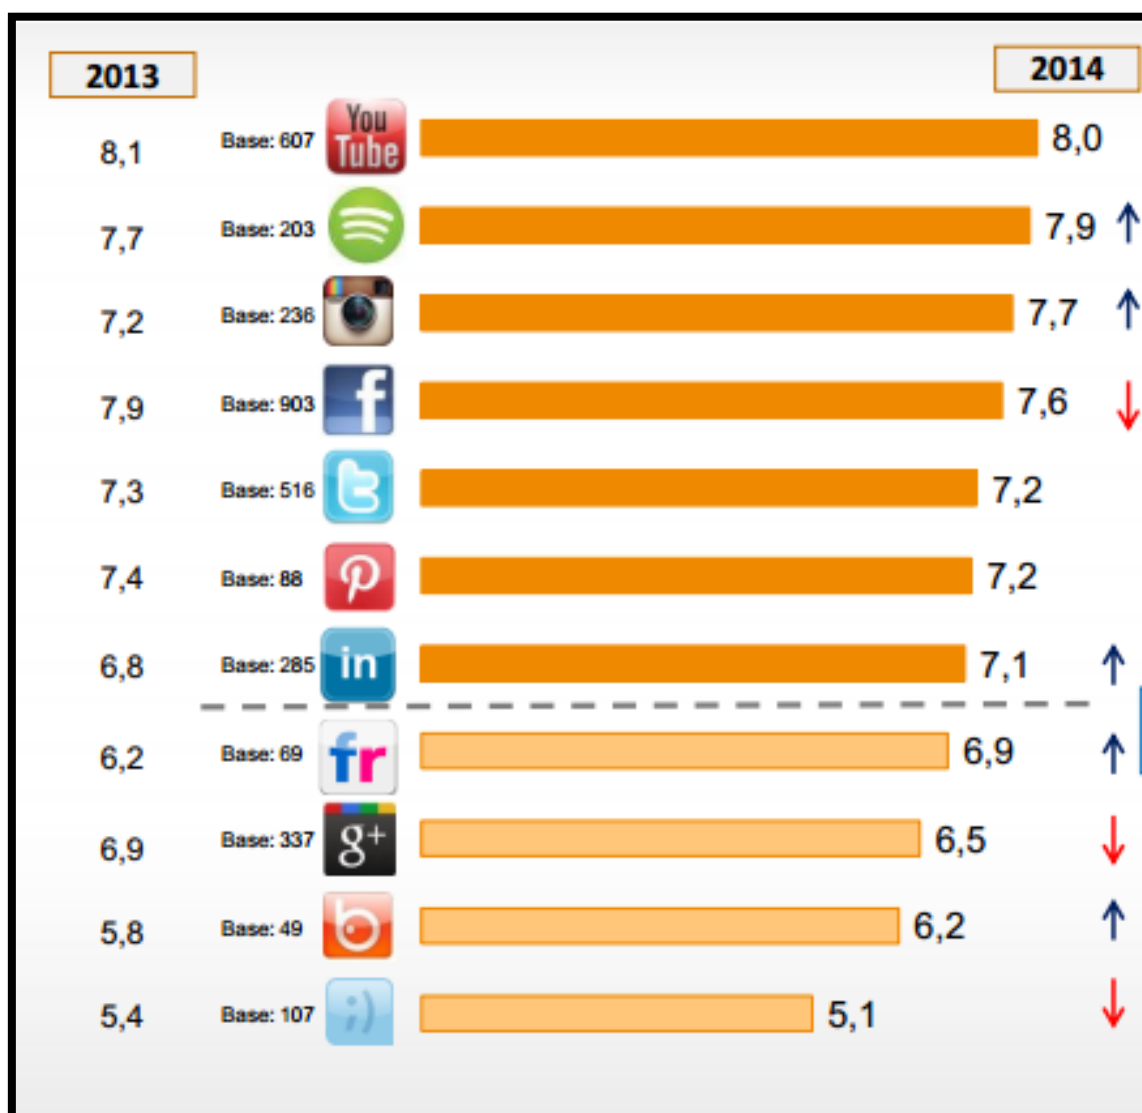 2013 2014
8,1 Base: 607 You Tube 8,0
7,7 Base: 203 7,9
7,2 Base: 236 7,7
7,9 Base: 903 f 7,6
7,3 Base: 516 t 7,2
7,4 Base: 88 p 7,2
6,8 Base: 285 in 7,1
6,2 Base: 69 fr 6,9
6,9 Base: 337 g+ 6,5
5,8 Base: 49 b 6,2
5,4 Base: 107 ;) 5,1